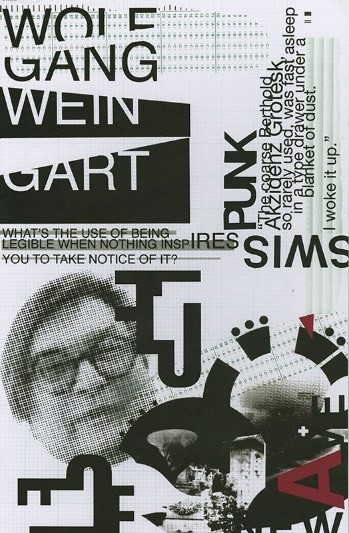 WOLF
GANG
WEIN
GART
WHAT'S THE USE OF BEING
LEGIBLE WHEN NOTHING INSPIRES
YOU TO TAKE NOTICE OF IT?
PUNK
"The coarse Berthold
Akzidenz Grotesk
so rarely used, was fast asleep
in a type drawer under a
blanket of dust.
I woke it up."
SWIS
NEW